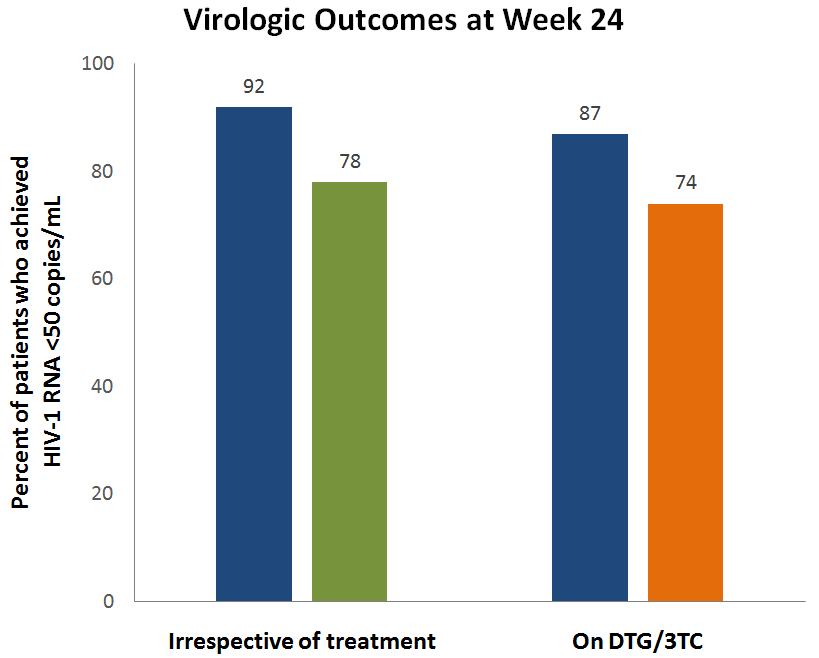 Virologic Outcomes at Week 24
Percent of patients who achieved
HIV-1 RNA <50 copies/mL
100
80
60
40
20
0
92
78
87
74
Irrespective of treatment
On DTG/3TC